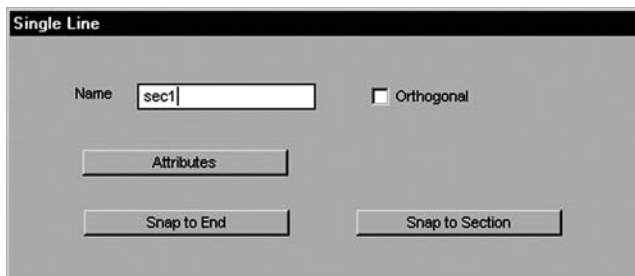 Single Line
Name sec1 Orthogonal
Attributes
Snap to End Snap to Section